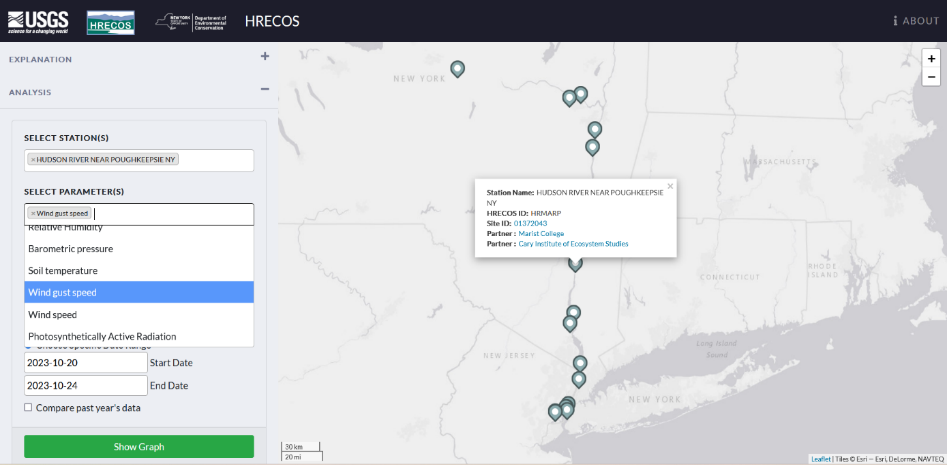 USGS
science for a changing world
HRECOS
NEW YORK
Department of
Environmental
Conservation
HRECOS
i ABOUT
EXPLANATION +
ANALYSIS −
SELECT STATION(S)
× HUDSON RIVER NEAR POUGHKEEPSIE NY
SELECT PARAMETER(S)
× Wind gust speed
Relative Humidity
Barometric pressure
Soil temperature
Wind gust speed
Wind speed
Photosynthetically Active Radiation
Choose Specific Date Range
2023-10-20 Start Date
2023-10-24 End Date
Compare past year's data
Show Graph
NEW YORK
+
−
MASSACHUSETTS
×
Station Name: HUDSON RIVER NEAR POUGHKEEPSIE
NY
HRECOS ID: HRMARP
Site ID: 01372043
Partner : Marist College
Partner : Cary Institute of Ecosystem Studies
CONNECTICUT
RHODE
ISLAND
Long Island
Sound
NEW JERSEY
NEW YORK
30 km
20 mi
Leaflet | Tiles © Esri — Esri, DeLorme, NAVTEQ